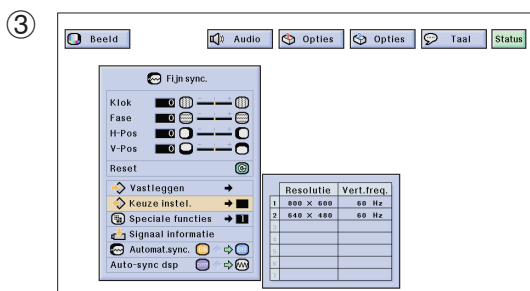 ③
Beeld Audio Opties Opties Taal Status
Fijn sync.
Klok 0
Fase 0
H-Pos 0
V-Pos 0
Reset
Vastleggen
Keuze instel.
Speciale functies 1
Signaal informatie
Automat.sync.
Auto-sync dsp
Resolutie Vert.freq.
1 800 X 600 60 Hz
2 640 X 480 60 Hz
3
4
5
6
7